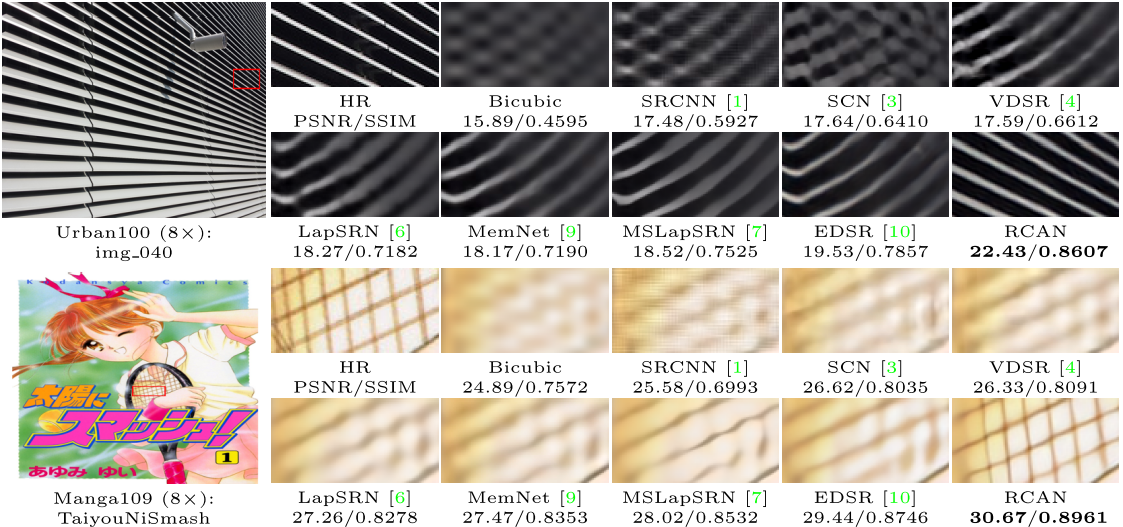 HR
PSNR/SSIM
Bicubic
15.89/0.4595
SRCNN [1]
17.48/0.5927
SCN [3]
17.64/0.6410
VDSR [4]
17.59/0.6612
Urban100 (8×):
img_040
LapSRN [6]
18.27/0.7182
MemNet [9]
18.17/0.7190
MSLapSRN [7]
18.52/0.7525
EDSR [10]
19.53/0.7857
RCAN
22.43/0.8607
Kodansha Comics
太陽に
スマッシュ!
1
あゆみ ゆい
HR
PSNR/SSIM
Bicubic
24.89/0.7572
SRCNN [1]
25.58/0.6993
SCN [3]
26.62/0.8035
VDSR [4]
26.33/0.8091
Manga109 (8×):
TaiyouNiSmash
LapSRN [6]
27.26/0.8278
MemNet [9]
27.47/0.8353
MSLapSRN [7]
28.02/0.8532
EDSR [10]
29.44/0.8746
RCAN
30.67/0.8961